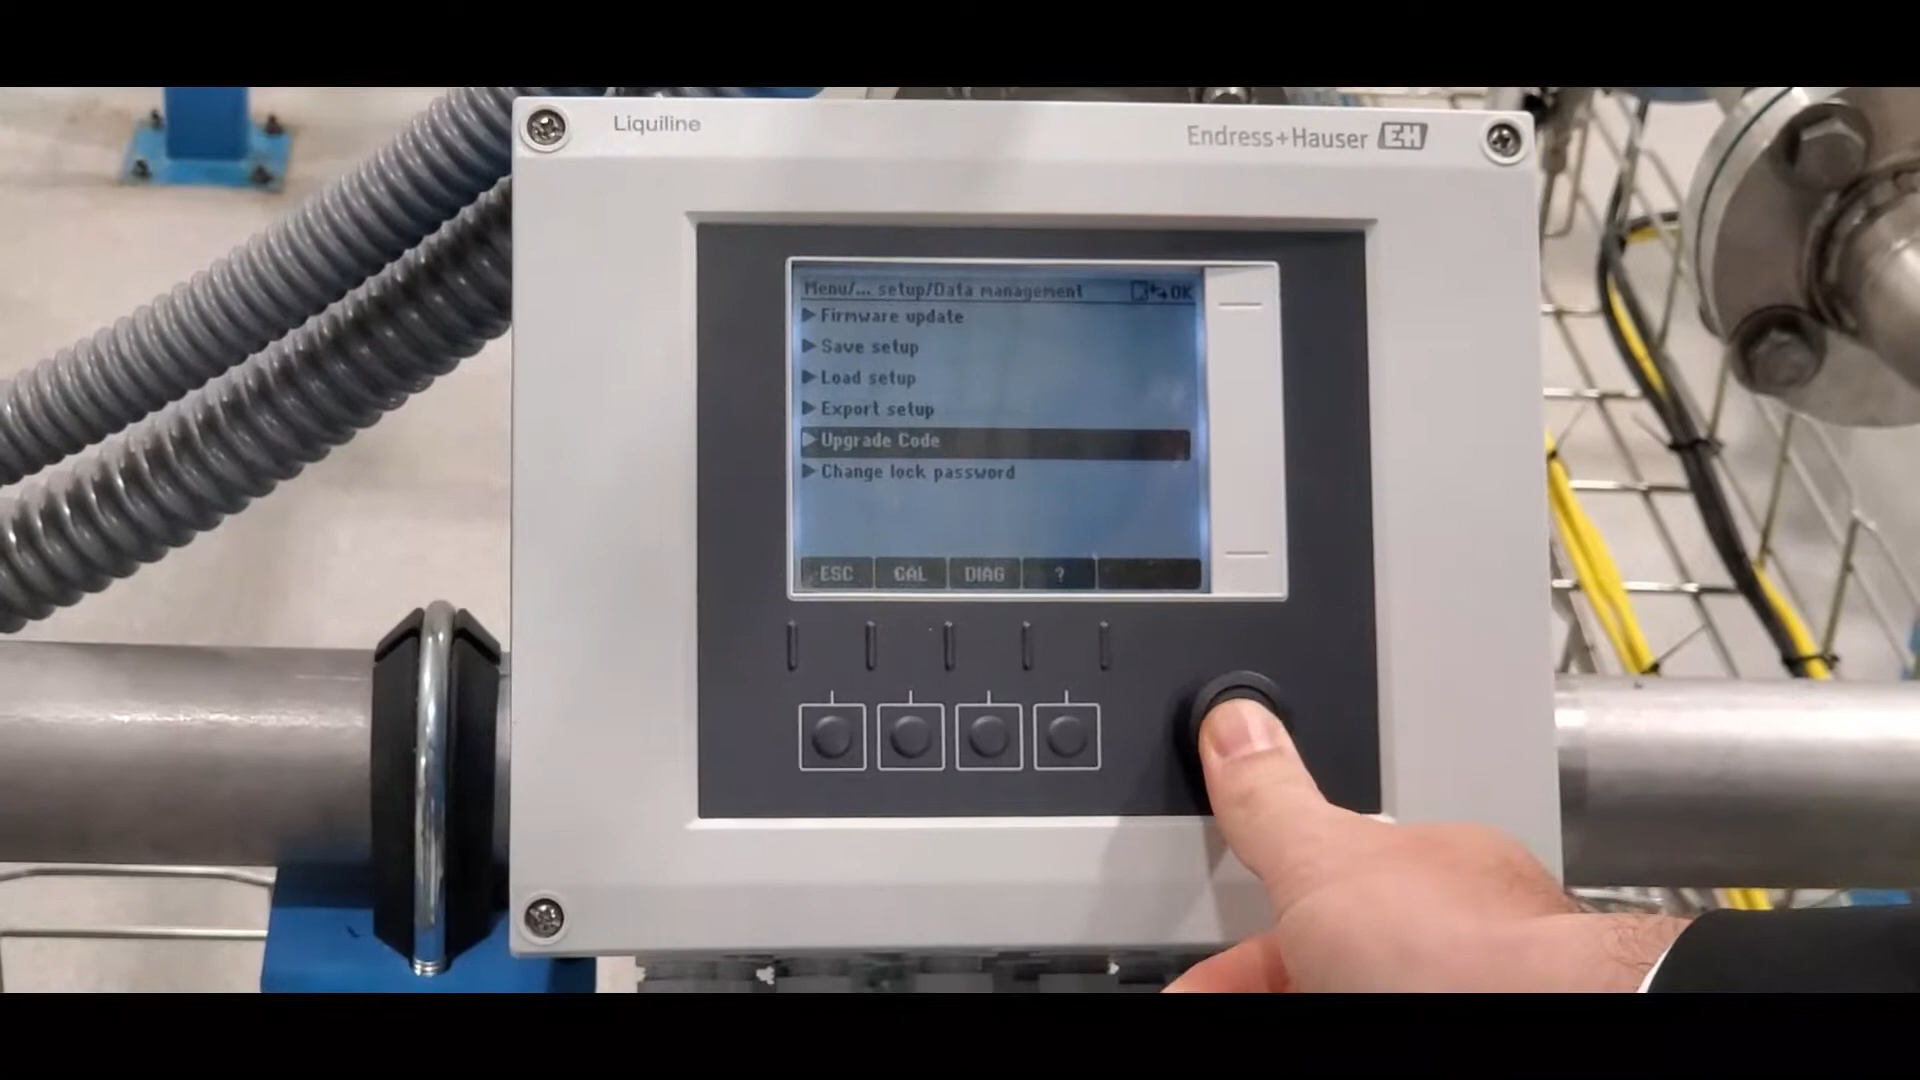 Liquiline
Endress+Hauser EH
Menu/... setup/Data management OK
Firmware update
Save setup
Load setup
Export setup
Upgrade Code
Change lock password
ESC CAL DIAG ?